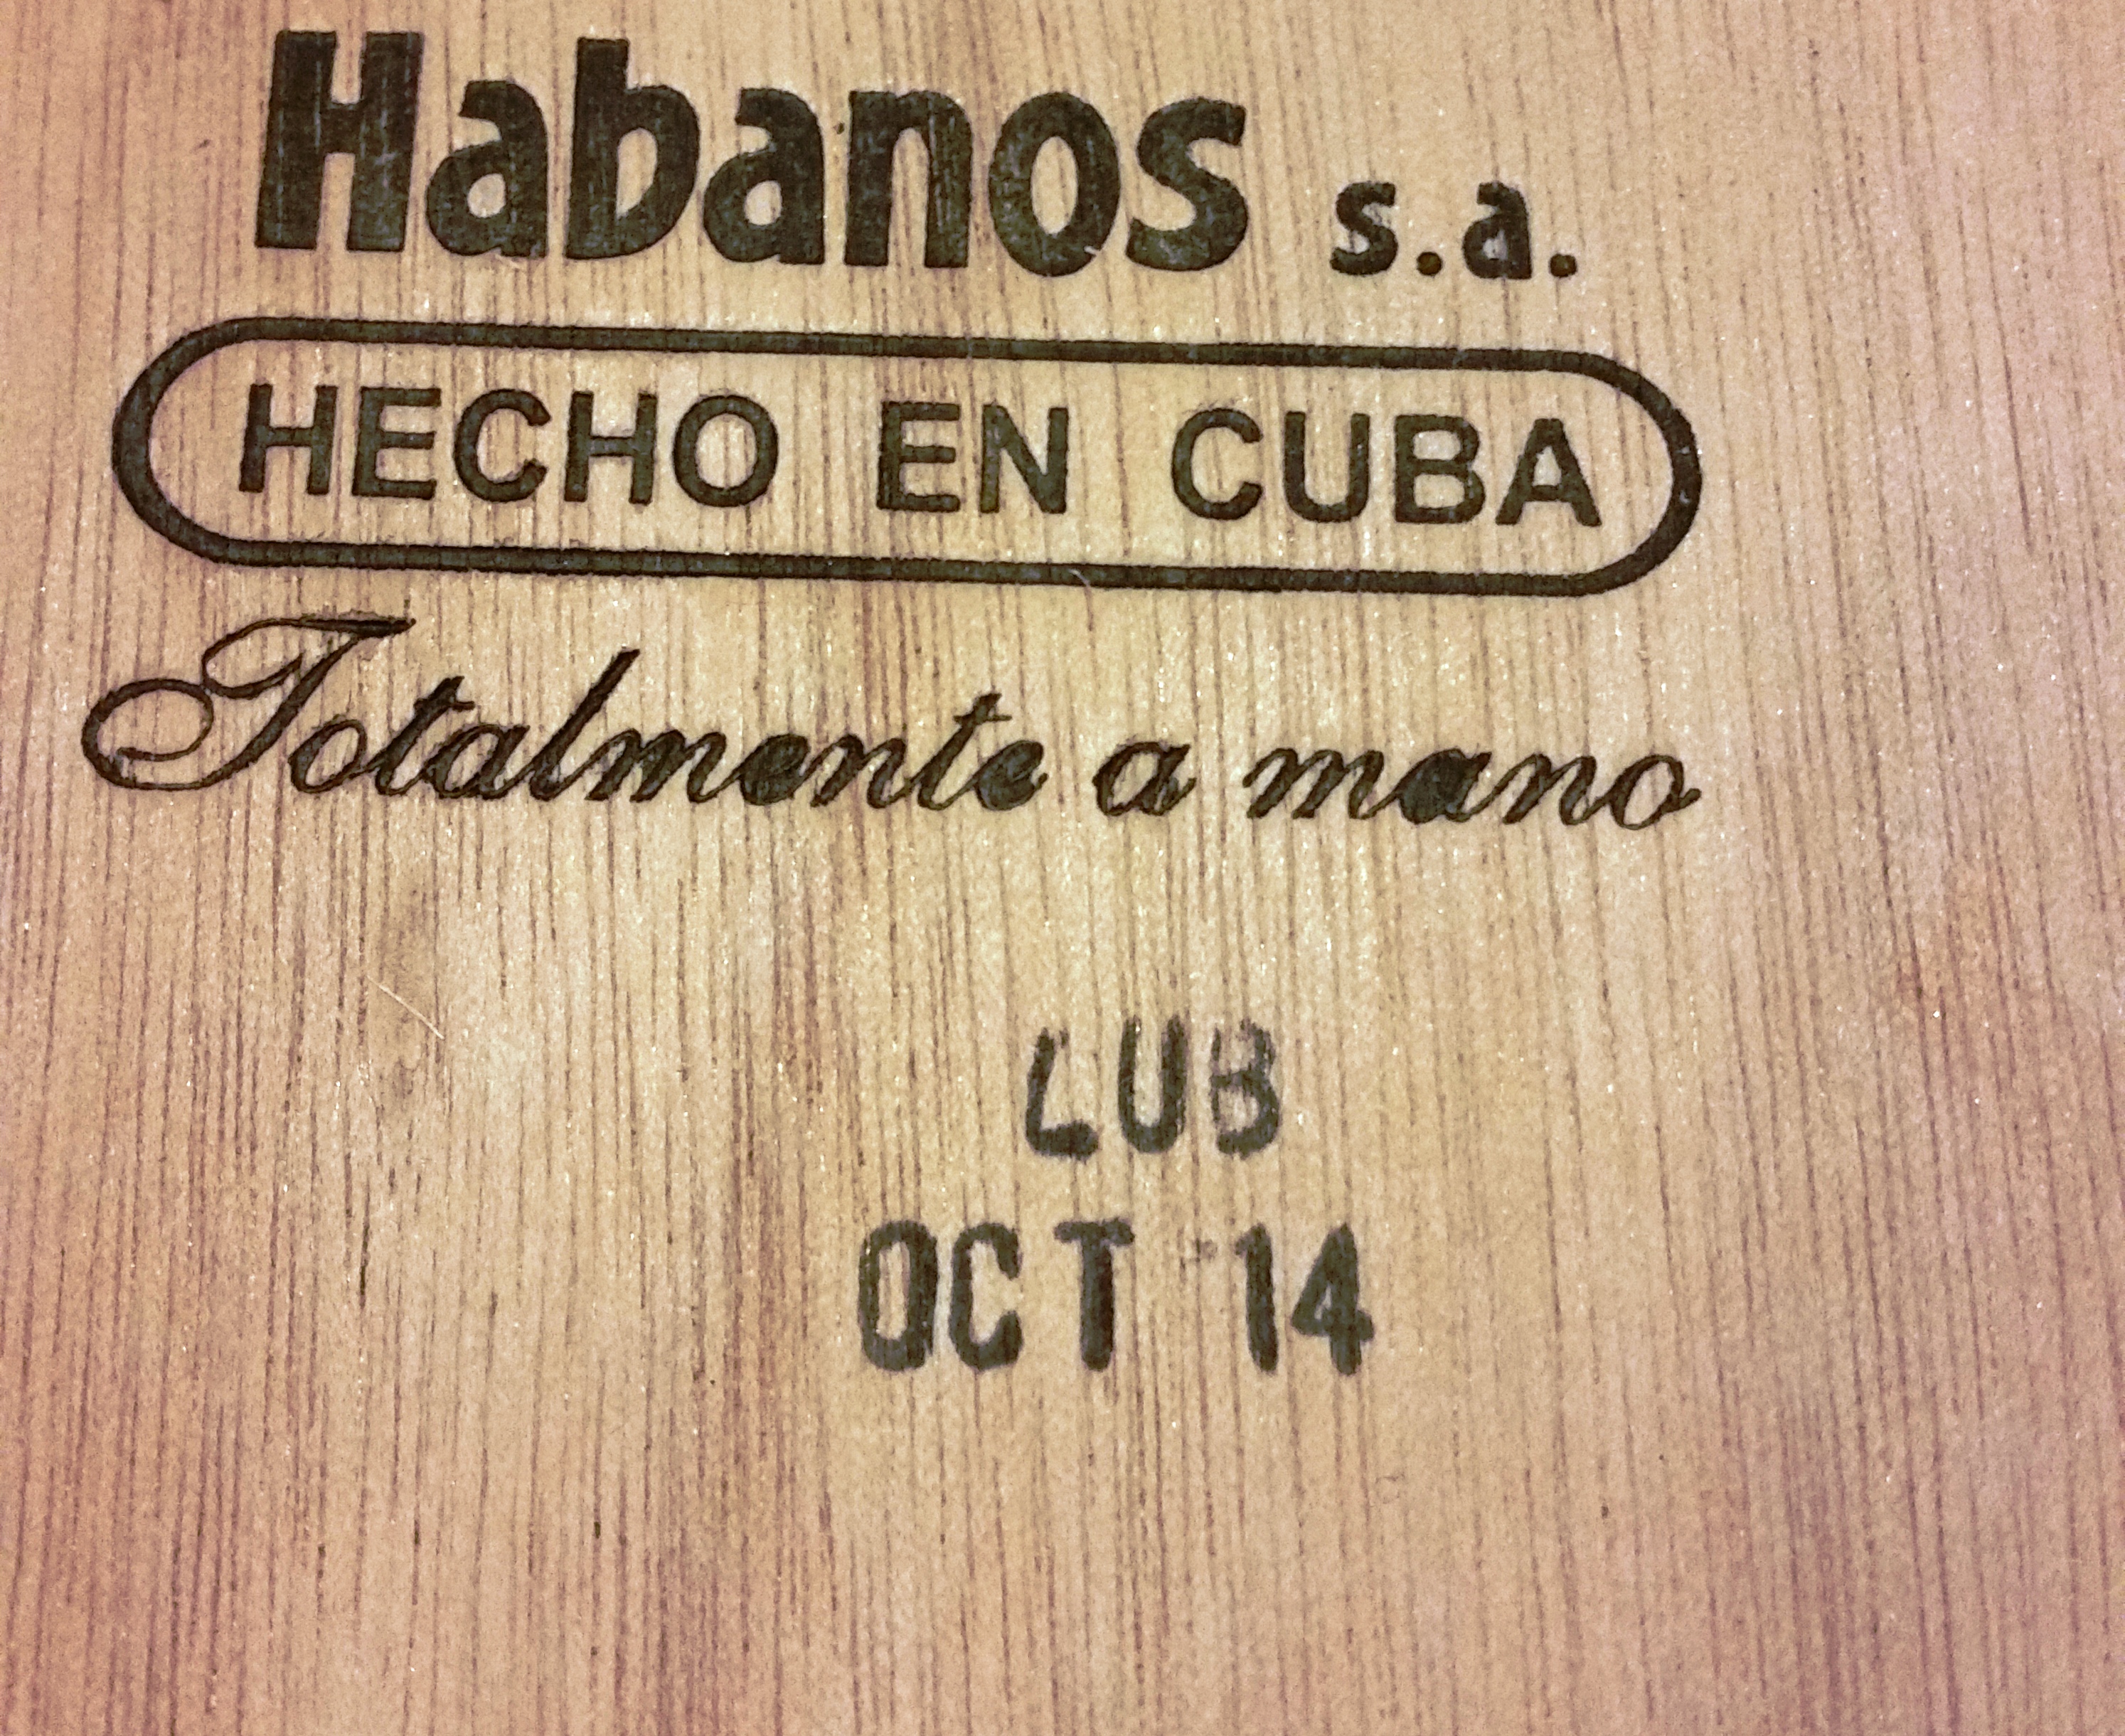 Habanos s.a.
HECHO EN CUBA
Totalmente a mano
LUB
OCT 14